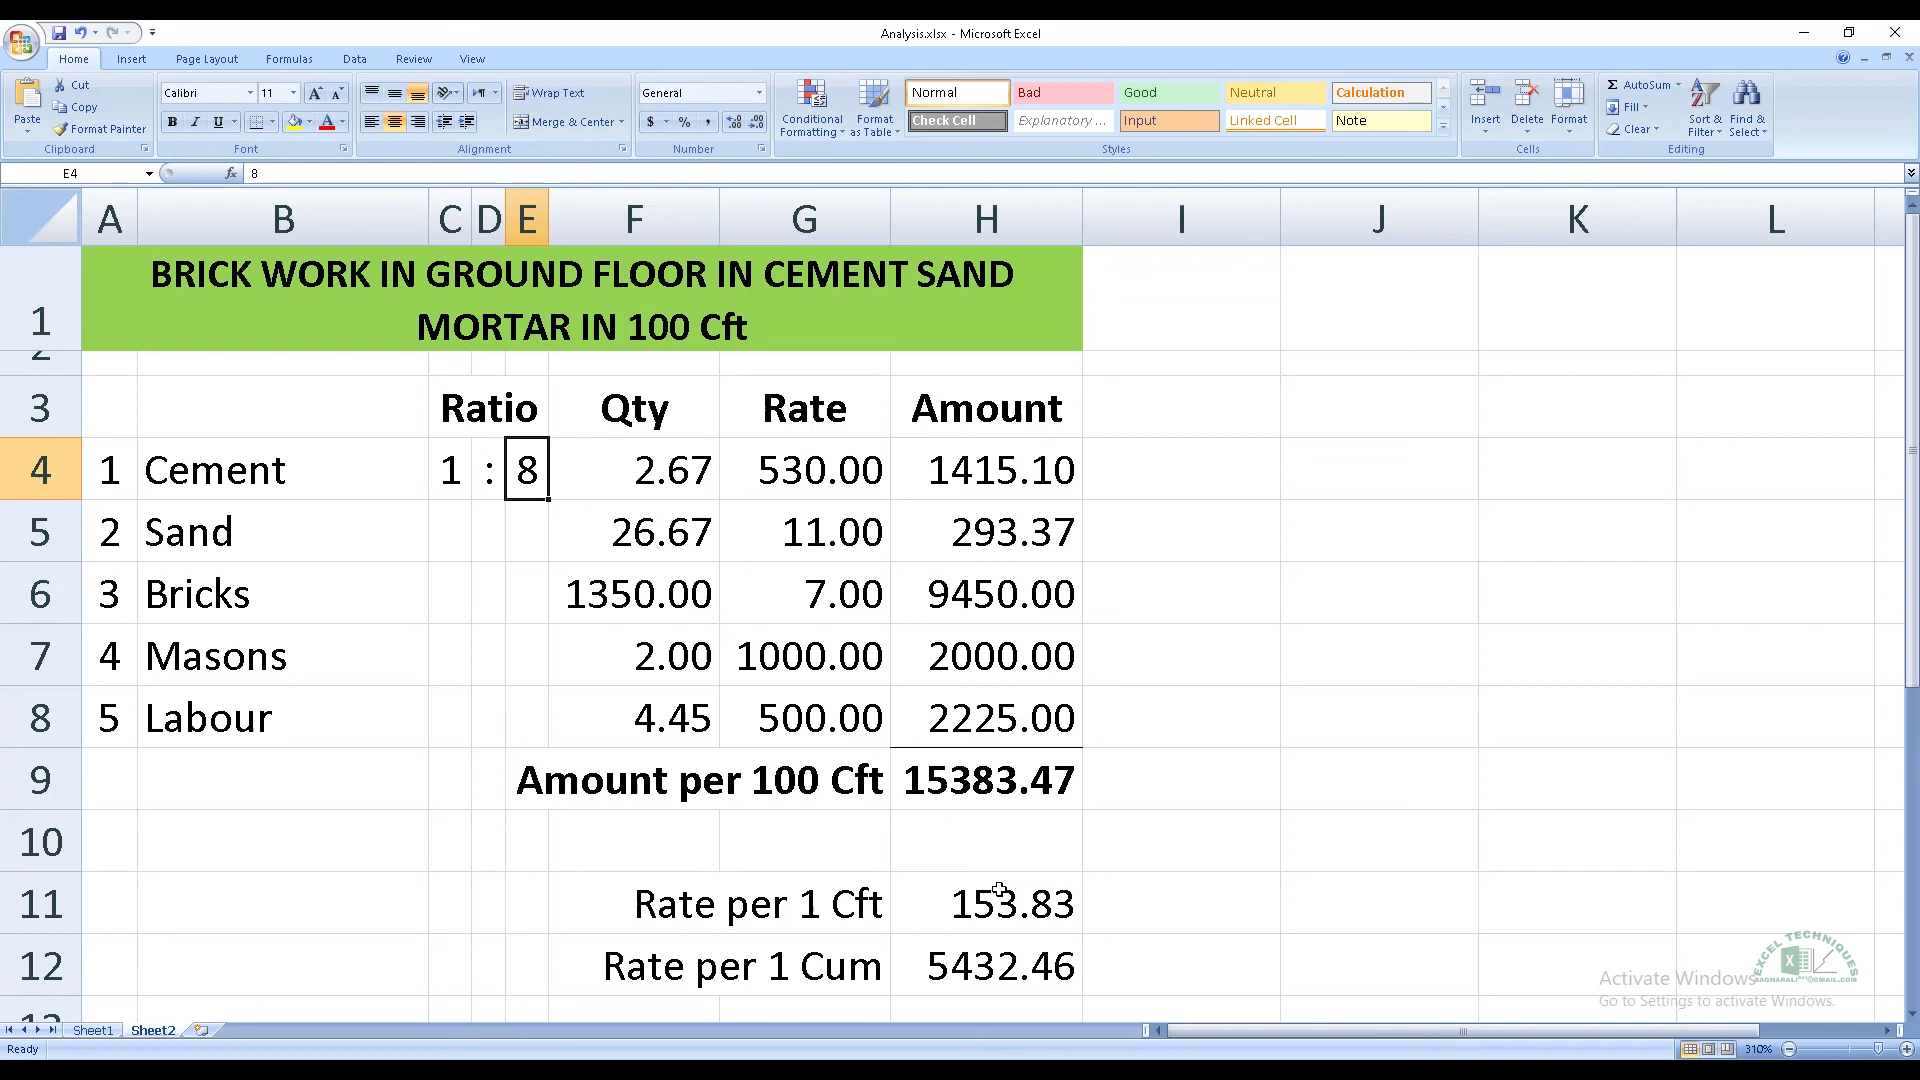 Analysis.xlsx - Microsoft Excel
Home Insert Page Layout Formulas Data Review View
Paste Cut Copy Format Painter Clipboard
Calibri 11 A A B I U A Font
Wrap Text Merge & Center Alignment
General $ % , Number
Conditional Formatting Format as Table
Normal Bad Good Neutral Calculation
Check Cell Explanatory ... Input Linked Cell Note
Styles
Insert Delete Format Cells
Σ AutoSum Fill Clear Sort & Filter Find & Select Editing
E4 fx 8
A B C D E F G H I J K L
1 BRICK WORK IN GROUND FLOOR IN CEMENT SAND
MORTAR IN 100 Cft
2
3 Ratio Qty Rate Amount
4 1 Cement 1 : 8 2.67 530.00 1415.10
5 2 Sand 26.67 11.00 293.37
6 3 Bricks 1350.00 7.00 9450.00
7 4 Masons 2.00 1000.00 2000.00
8 5 Labour 4.45 500.00 2225.00
9 Amount per 100 Cft 15383.47
10
11 Rate per 1 Cft 153.83
12 Rate per 1 Cum 5432.46
EXCEL TECHNIQUES
Activate Windows
Go to Settings to activate Windows.
Sheet1 Sheet2
Ready 310%